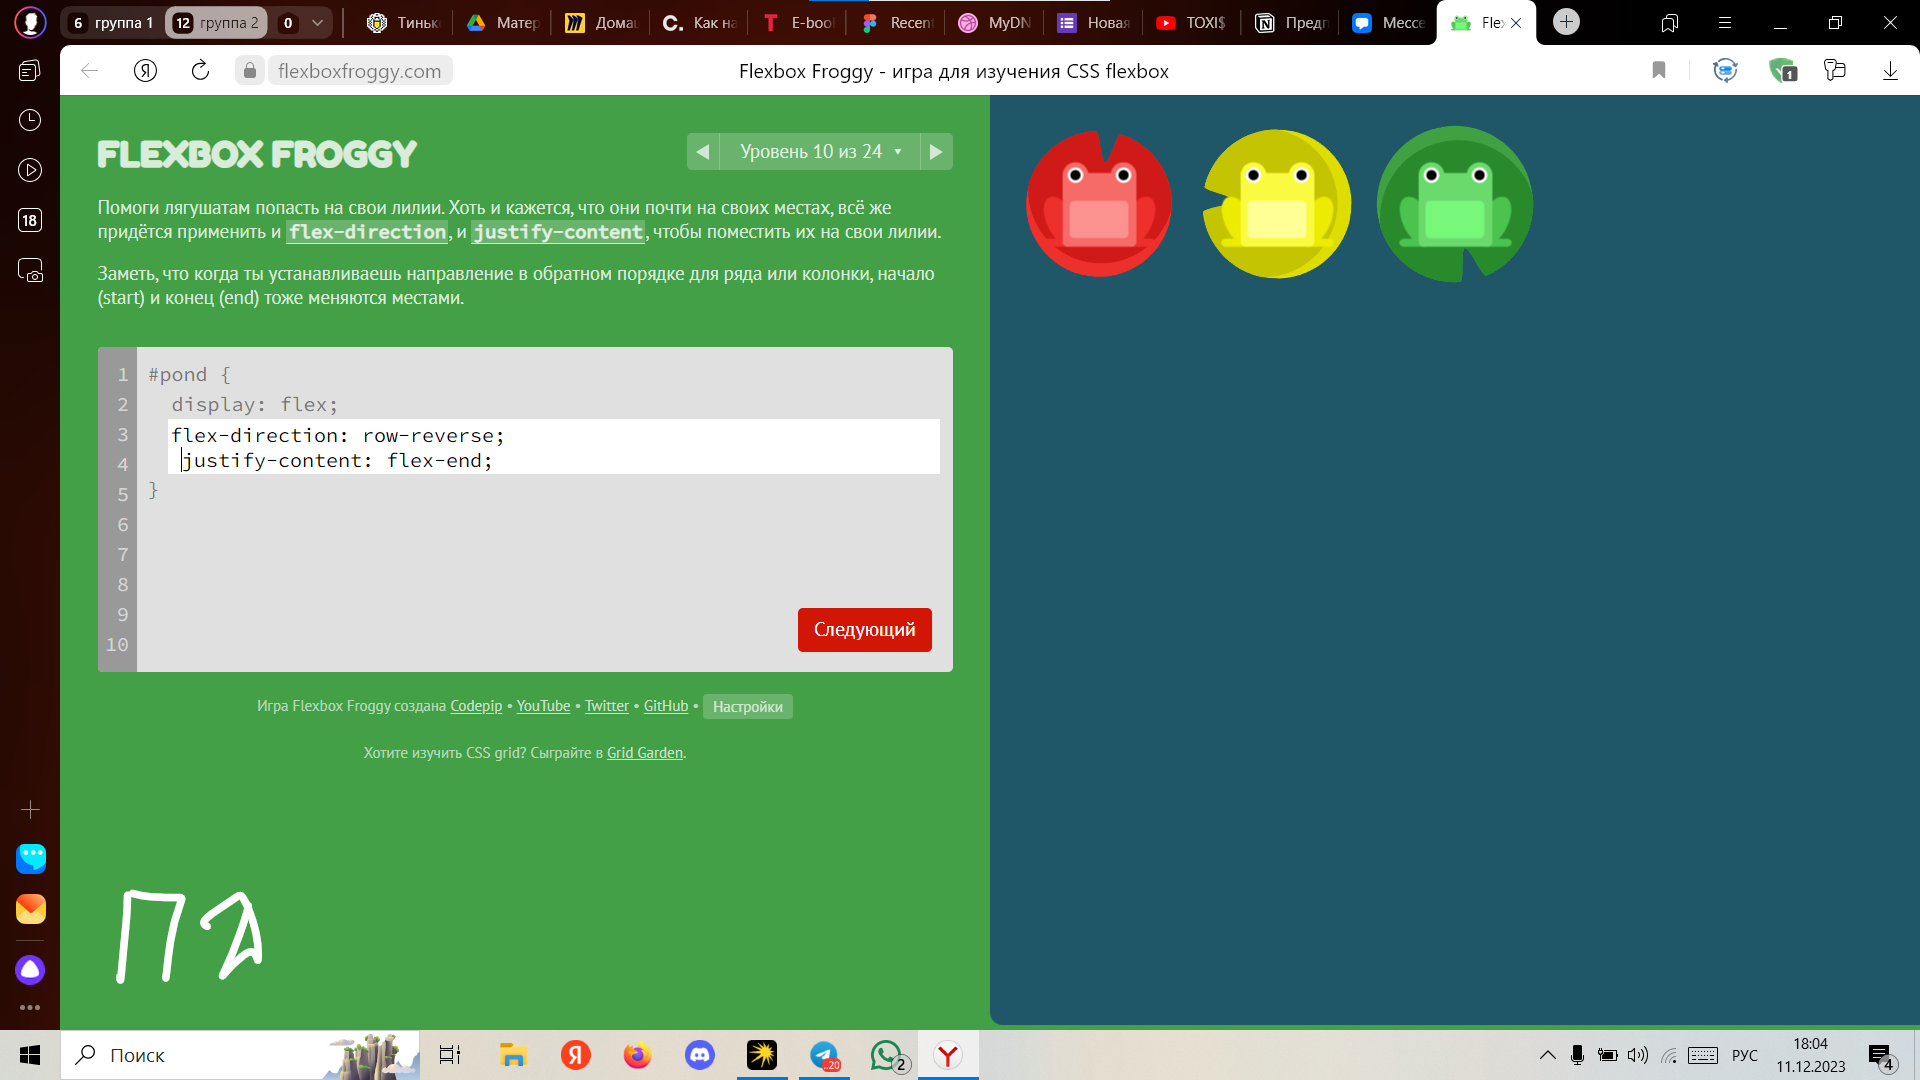 6 группа 1 12 группа 2 0 Тиньк Матер Домаш C. Как на E-bool Recent MyDN Новая TOXI$ Предп Мессе Flex
Я flexboxfroggy.com Flexbox Froggy - игра для изучения CSS flexbox 1
18
FLEXBOX FROGGY
Уровень 10 из 24
Помоги лягушатам попасть на свои лилии. Хоть и кажется, что они почти на своих местах, всё же
придётся применить и flex-direction, и justify-content, чтобы поместить их на свои лилии.
Заметь, что когда ты устанавливаешь направление в обратном порядке для ряда или колонки, начало
(start) и конец (end) тоже меняются местами.
1 #pond {
2 display: flex;
3 flex-direction: row-reverse;
4 justify-content: flex-end;
5 }
6
7
8
9
10
Следующий
Игра Flexbox Froggy создана Codepip • YouTube • Twitter • GitHub • Настройки
Хотите изучить CSS grid? Сыграйте в Grid Garden.
Поиск Я ..20 2 Y РУС 18:04
11.12.2023 4